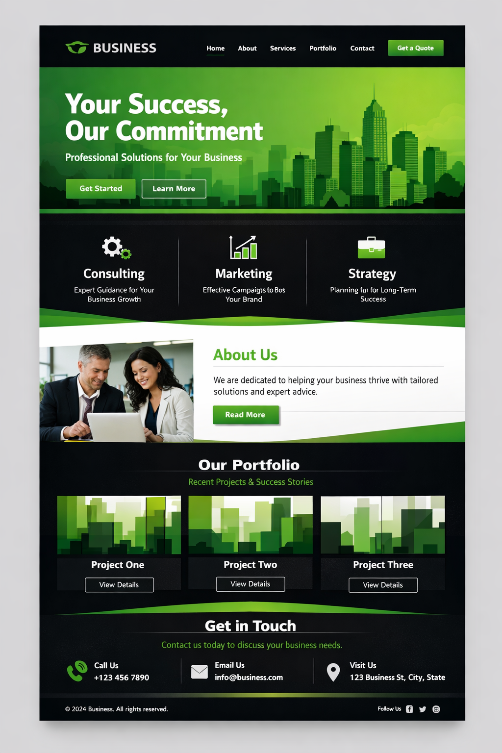 BUSINESS
Home About Services Portfolio Contact Get a Quote
Your Success,
Our Commitment
Professional Solutions for Your Business
Get Started Learn More
Consulting
Expert Guidance for Your
Business Growth
Marketing
Effective Campaigs to Bos
Your Brand
Strategy
Planning for Long-Term
Success
About Us
We are dedicated to helping your business thrive with tailored
solutions and expert advice.
Read More
Our Portfolio
Recent Projects & Success Stories
Project One
View Details
Project Two
View Details
Project Three
View Details
Get in Touch
Contact us today to discuss your business needs.
Call Us
+123 456 7890
Email Us
info@business.com
Visit Us
123 Business St, City, State
© 2024 Business. All rights reserved.
Follow Us